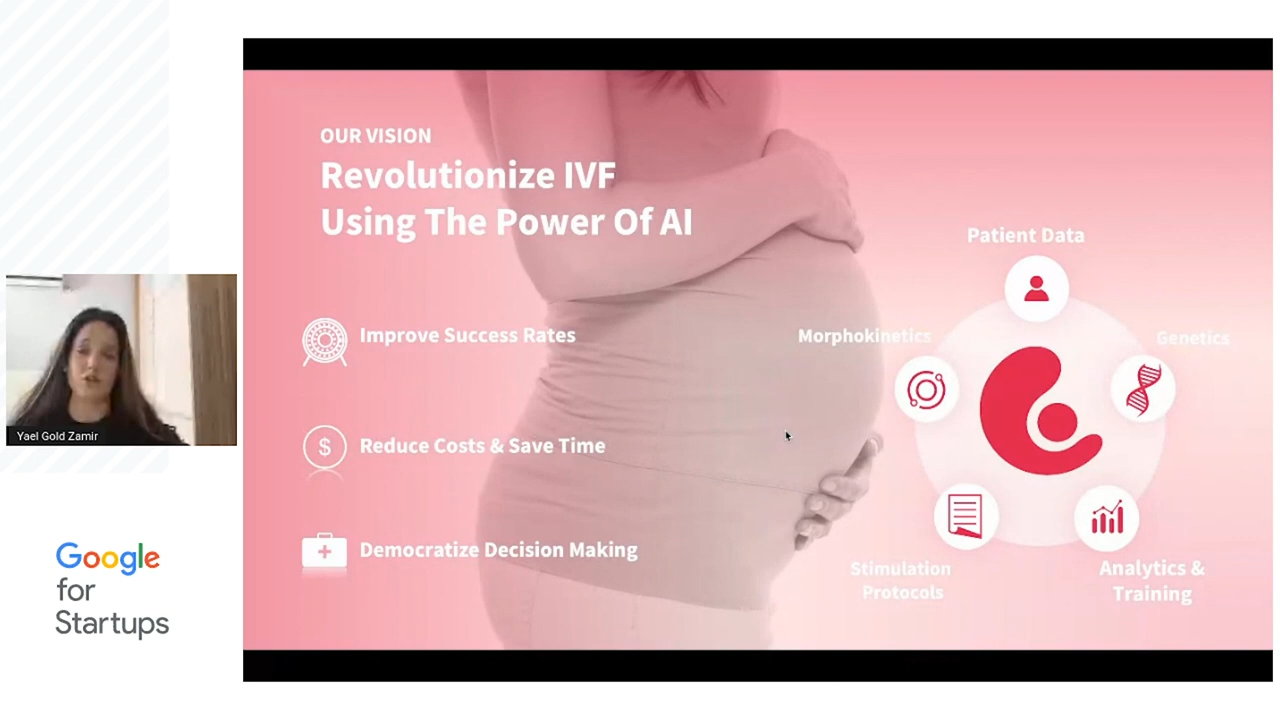 OUR VISION
Revolutionize IVF
Using The Power Of AI
Improve Success Rates
$
Reduce Costs & Save Time
Democratize Decision Making
Patient Data
Morphokinetics
Genetics
Stimulation
Protocols
Analytics &
Training
Yael Gold Zamir
Google
for
Startups